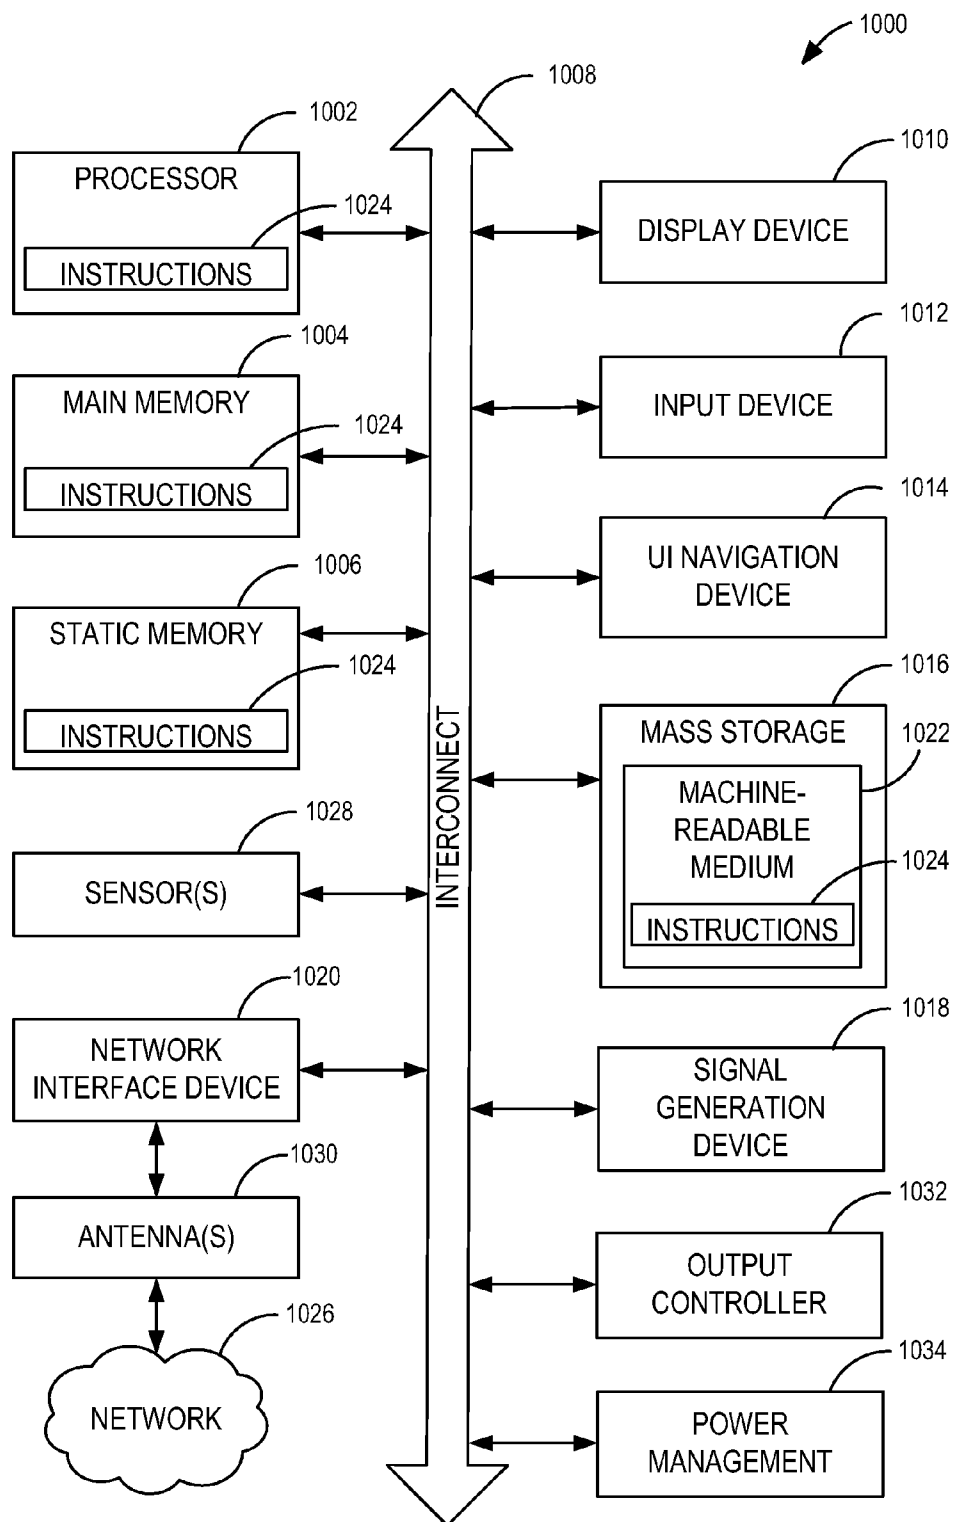 1000
1008
1002
PROCESSOR
1024
INSTRUCTIONS
1004
MAIN MEMORY
1024
INSTRUCTIONS
1006
STATIC MEMORY
1024
INSTRUCTIONS
1028
SENSOR(S)
1020
NETWORK
INTERFACE DEVICE
1030
ANTENNA(S)
1026
NETWORK
INTERCONNECT
1010
DISPLAY DEVICE
1012
INPUT DEVICE
1014
UI NAVIGATION
DEVICE
1016
MASS STORAGE
1022
MACHINE-
READABLE
MEDIUM
1024
INSTRUCTIONS
1018
SIGNAL
GENERATION
DEVICE
1032
OUTPUT
CONTROLLER
1034
POWER
MANAGEMENT